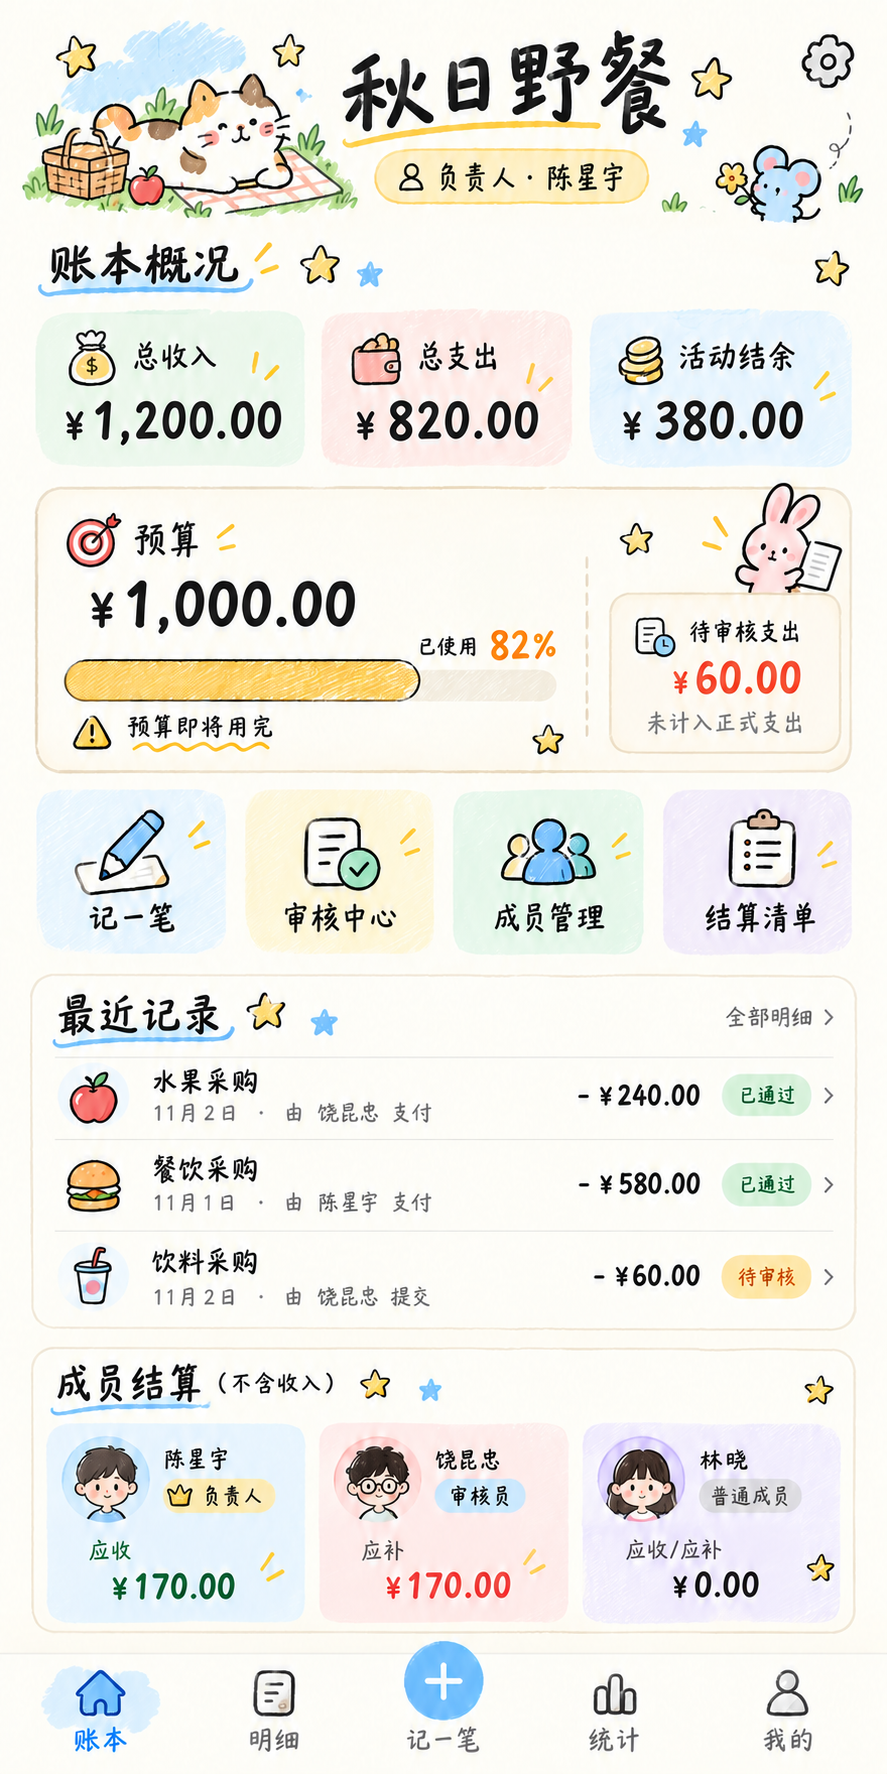 秋日野餐
负责人 · 陈星宇
账本概况
总收入
¥1,200.00
总支出
¥820.00
活动结余
¥380.00
预算
¥1,000.00
已使用 82%
预算即将用完
待审核支出
¥60.00
未计入正式支出
记一笔
审核中心
成员管理
结算清单
最近记录
全部明细 >
水果采购
11月2日 · 由 饶昆忠 支付
- ¥240.00 已通过 >
餐饮采购
11月1日 · 由 陈星宇 支付
- ¥580.00 已通过 >
饮料采购
11月2日 · 由 饶昆忠 提交
- ¥60.00 待审核 >
成员结算（不含收入）
陈星宇
负责人
应收
¥170.00
饶昆忠
审核员
应补
¥170.00
林晓
普通成员
应收/应补
¥0.00
账本
明细
记一笔
统计
我的